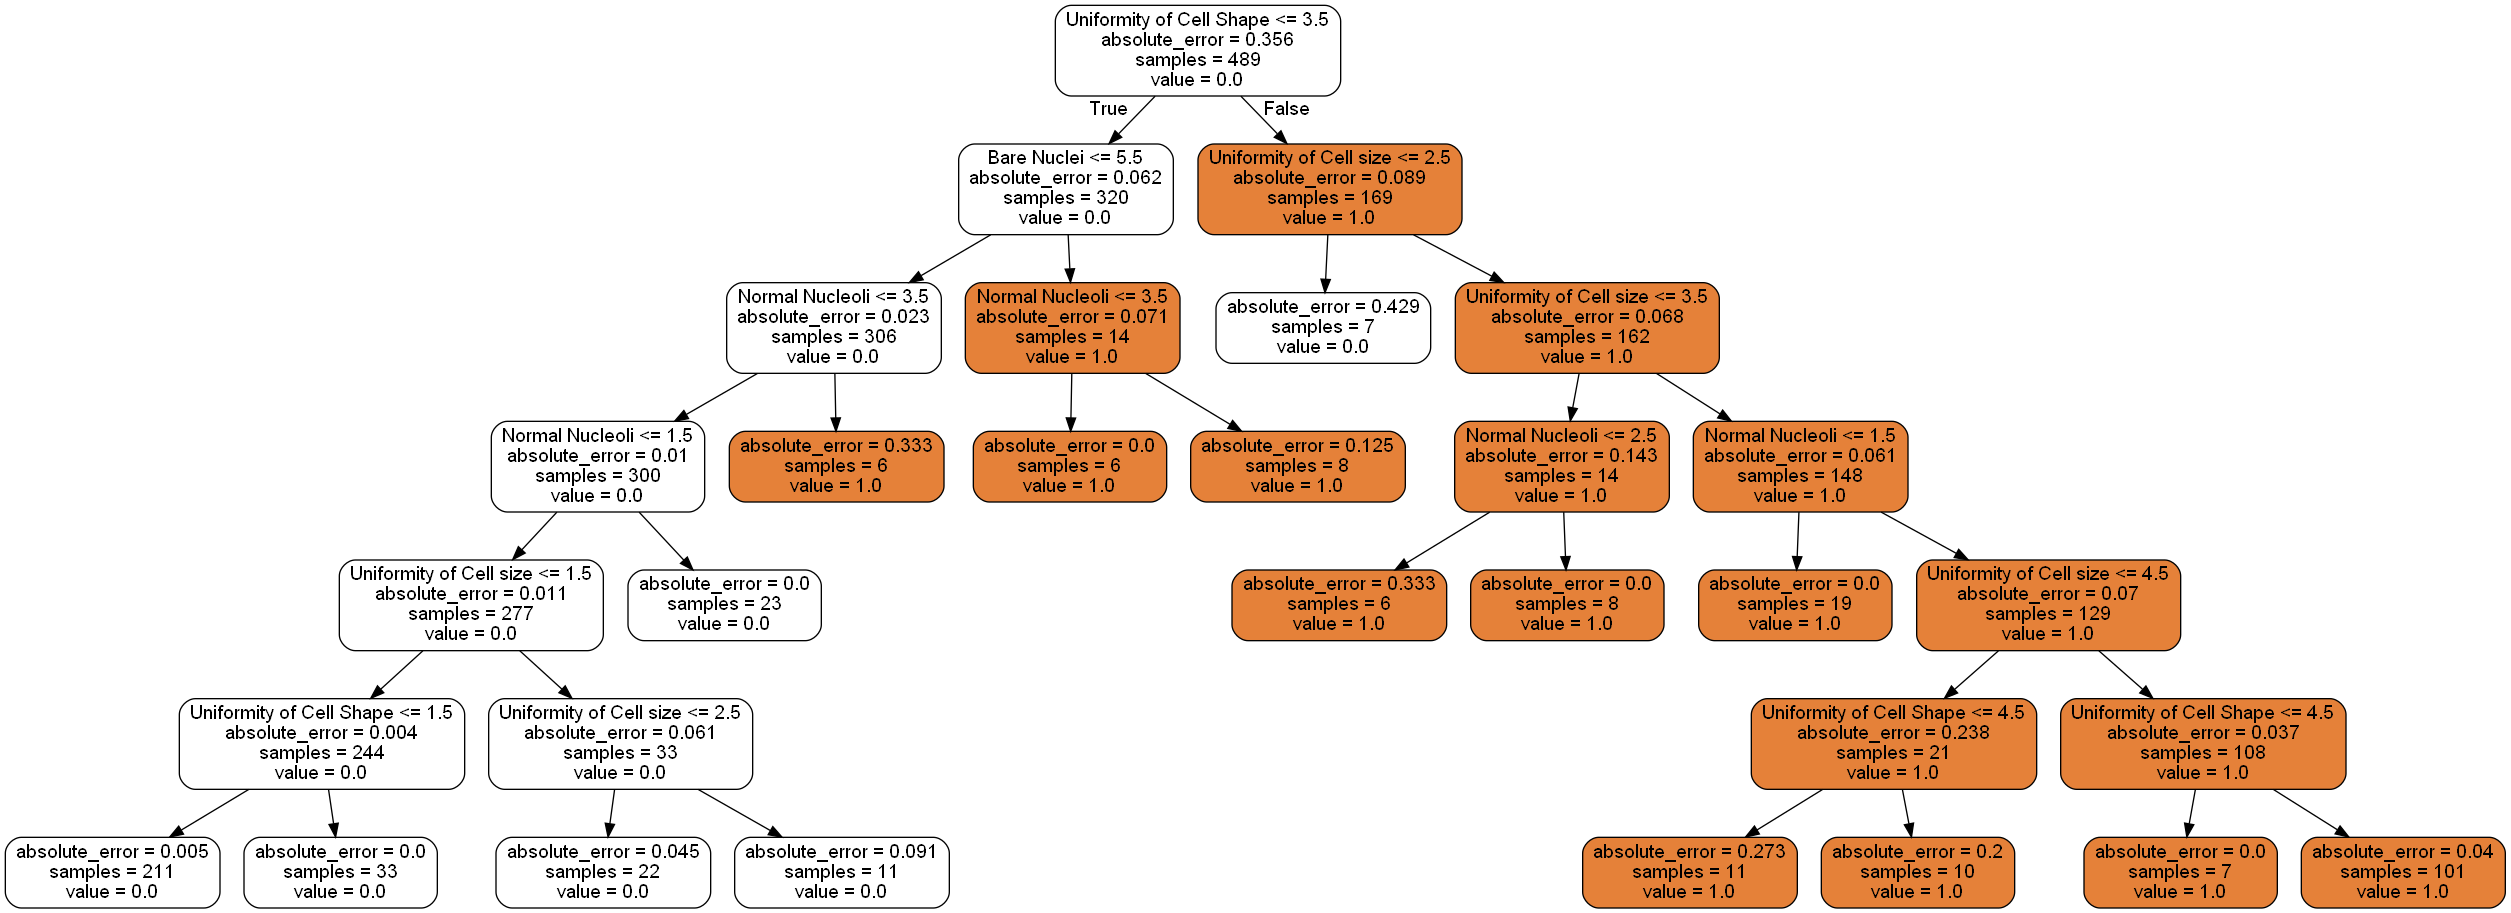 Uniformity of Cell Shape <= 3.5
absolute_error = 0.356
samples = 489
value = 0.0
True
False
Bare Nuclei <= 5.5
absolute_error = 0.062
samples = 320
value = 0.0
Uniformity of Cell size <= 2.5
absolute_error = 0.089
samples = 169
value = 1.0
Normal Nucleoli <= 3.5
absolute_error = 0.023
samples = 306
value = 0.0
Normal Nucleoli <= 3.5
absolute_error = 0.071
samples = 14
value = 1.0
absolute_error = 0.429
samples = 7
value = 0.0
Uniformity of Cell size <= 3.5
absolute_error = 0.068
samples = 162
value = 1.0
Normal Nucleoli <= 1.5
absolute_error = 0.01
samples = 300
value = 0.0
absolute_error = 0.333
samples = 6
value = 1.0
absolute_error = 0.0
samples = 6
value = 1.0
absolute_error = 0.125
samples = 8
value = 1.0
Normal Nucleoli <= 2.5
absolute_error = 0.143
samples = 14
value = 1.0
Normal Nucleoli <= 1.5
absolute_error = 0.061
samples = 148
value = 1.0
Uniformity of Cell size <= 1.5
absolute_error = 0.011
samples = 277
value = 0.0
absolute_error = 0.0
samples = 23
value = 0.0
absolute_error = 0.333
samples = 6
value = 1.0
absolute_error = 0.0
samples = 8
value = 1.0
absolute_error = 0.0
samples = 19
value = 1.0
Uniformity of Cell size <= 4.5
absolute_error = 0.07
samples = 129
value = 1.0
Uniformity of Cell Shape <= 1.5
absolute_error = 0.004
samples = 244
value = 0.0
Uniformity of Cell size <= 2.5
absolute_error = 0.061
samples = 33
value = 0.0
Uniformity of Cell Shape <= 4.5
absolute_error = 0.238
samples = 21
value = 1.0
Uniformity of Cell Shape <= 4.5
absolute_error = 0.037
samples = 108
value = 1.0
absolute_error = 0.005
samples = 211
value = 0.0
absolute_error = 0.0
samples = 33
value = 0.0
absolute_error = 0.045
samples = 22
value = 0.0
absolute_error = 0.091
samples = 11
value = 0.0
absolute_error = 0.273
samples = 11
value = 1.0
absolute_error = 0.2
samples = 10
value = 1.0
absolute_error = 0.0
samples = 7
value = 1.0
absolute_error = 0.04
samples = 101
value = 1.0